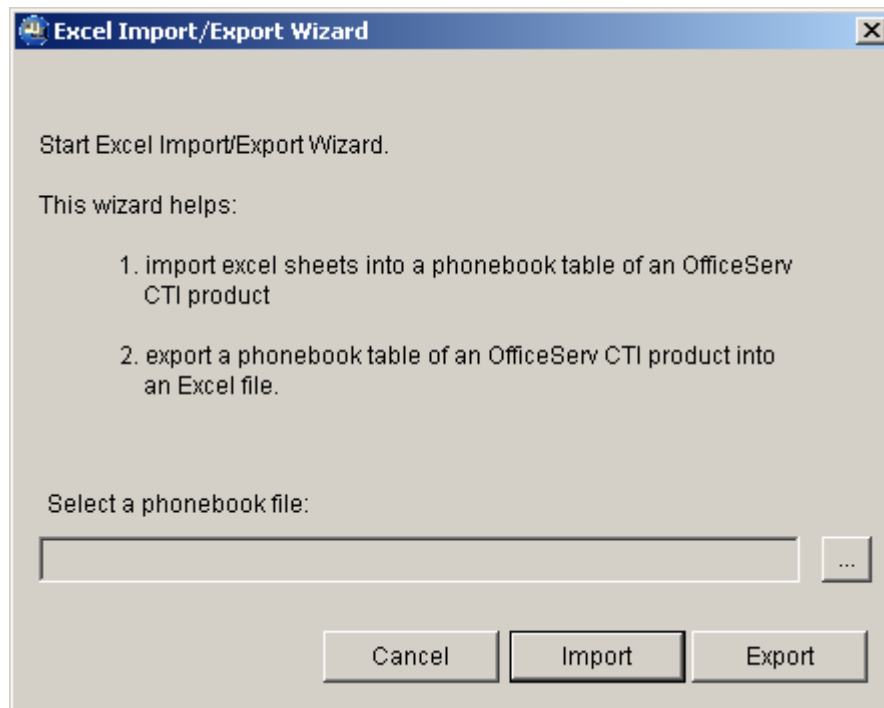 Excel Import/Export Wizard
Start Excel Import/Export Wizard.
This wizard helps:
1. import excel sheets into a phonebook table of an OfficeServ
CTI product
2. export a phonebook table of an OfficeServ CTI product into
an Excel file.
Select a phonebook file:
...
Cancel Import Export